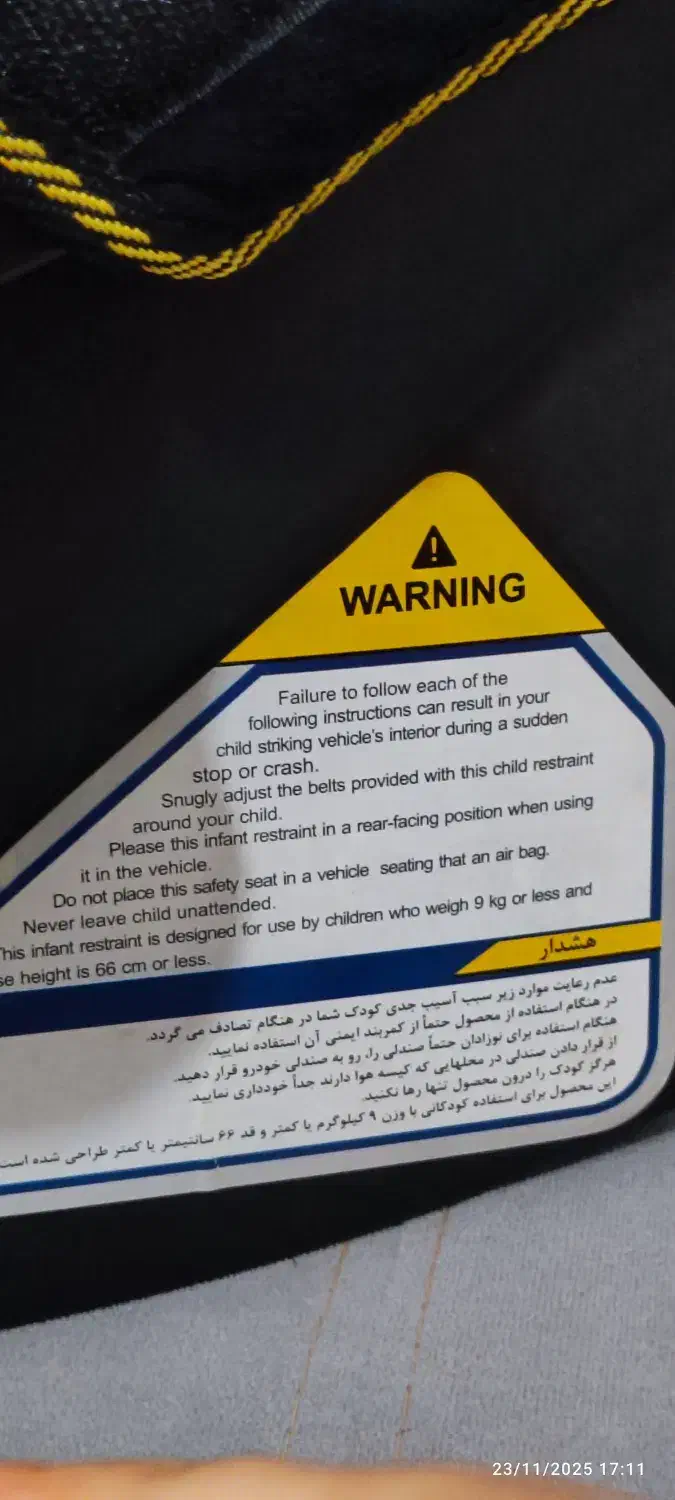 WARNING
Failure to follow each of the
following instructions can result in your
child striking vehicle's interior during a sudden
stop or crash.
Snugly adjust the belts provided with this child restraint
around your child.
Please this infant restraint in a rear-facing position when using
it in the vehicle.
Do not place this safety seat in a vehicle seating that an air bag.
Never leave child unattended.
This infant restraint is designed for use by children who weigh 9 kg or less and
se height is 66 cm or less.
هشدار
عدم رعایت موارد زیر سبب آسیب جدی کودک شما در هنگام تصادف می گردد.
در هنگام استفاده از محصول حتماً از کمربند ایمنی آن استفاده نمایید.
هنگام استفاده برای نوزادان حتماً صندلی را، رو به صندلی خودرو قرار دهید.
از قرار دادن صندلی در محلهایی که کیسه هوا دارند جداً خودداری نمایید.
هرگز کودک را درون محصول تنها رها نکنید.
این محصول برای استفاده کودکانی با وزن ۹ کیلوگرم یا کمتر و قد ۶۶ سانتیمتر یا کمتر طراحی شده است
23/11/2025 17:11